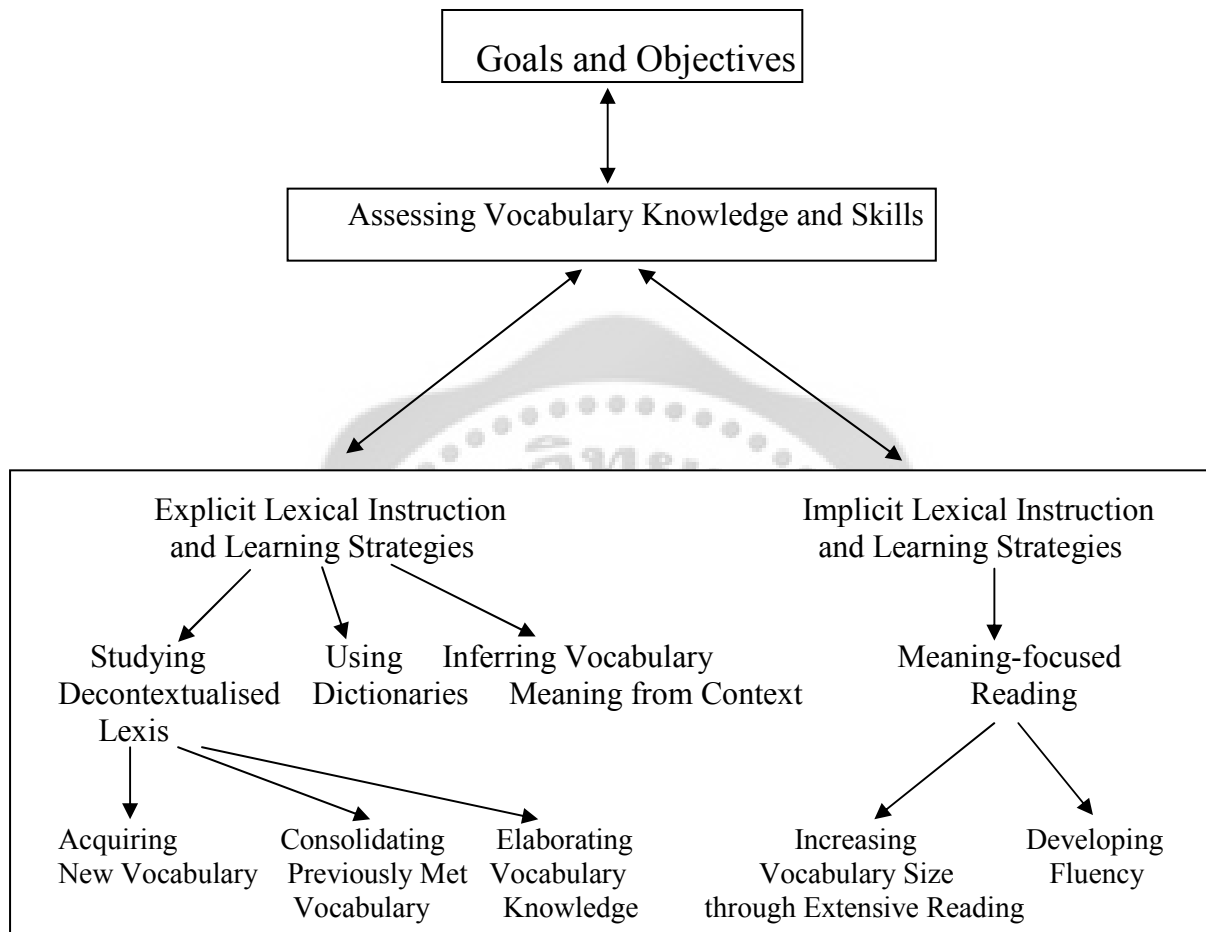 Goals and Objectives
Assessing Vocabulary Knowledge and Skills
Explicit Lexical Instruction
and Learning Strategies
Implicit Lexical Instruction
and Learning Strategies
Studying
Decontextualised
Lexis
Using
Dictionaries
Inferring Vocabulary
Meaning from Context
Meaning-focused
Reading
Acquiring
New Vocabulary
Consolidating
Previously Met
Vocabulary
Elaborating
Vocabulary
Knowledge
Increasing
Vocabulary Size
through Extensive Reading
Developing
Fluency